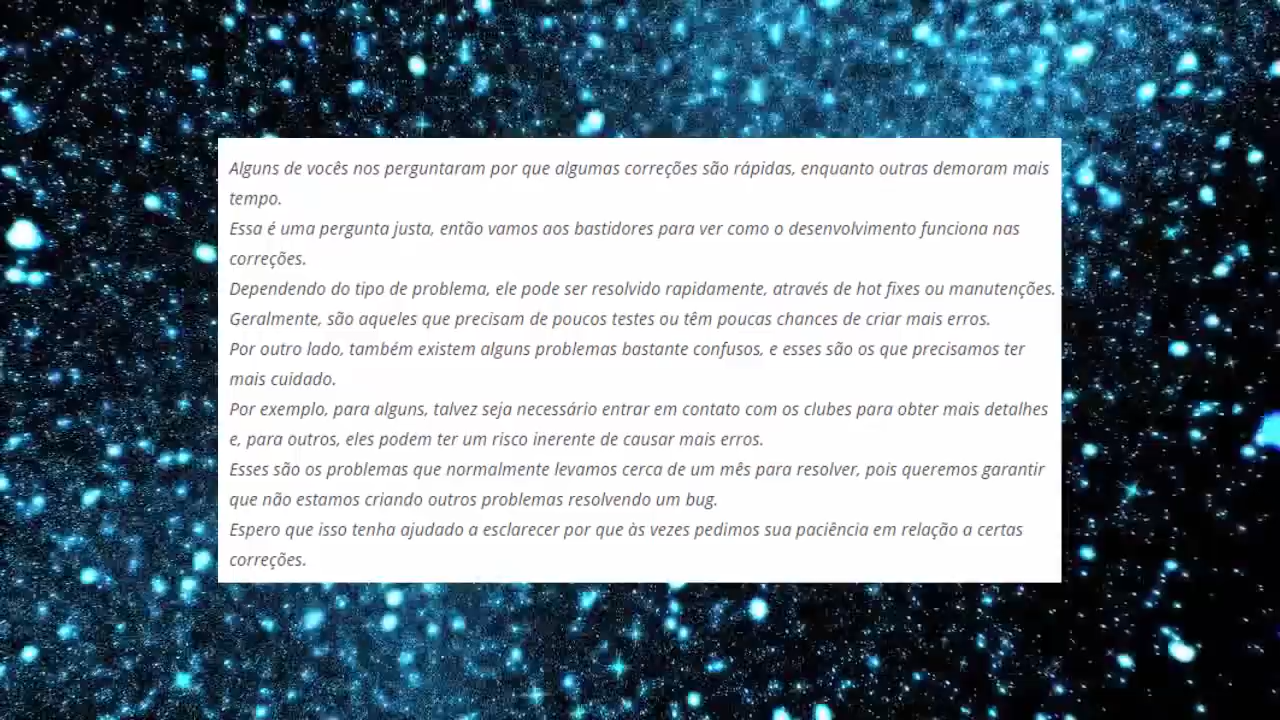 Alguns de vocês nos perguntaram por que algumas correções são rápidas, enquanto outras demoram mais
tempo.
Essa é uma pergunta justa, então vamos aos bastidores para ver como o desenvolvimento funciona nas
correções.
Dependendo do tipo de problema, ele pode ser resolvido rapidamente, através de hot fixes ou manutenções.
Geralmente, são aqueles que precisam de poucos testes ou têm poucas chances de criar mais erros.
Por outro lado, também existem alguns problemas bastante confusos, e esses são os que precisamos ter
mais cuidado.
Por exemplo, para alguns, talvez seja necessário entrar em contato com os clubes para obter mais detalhes
e, para outros, eles podem ter um risco inerente de causar mais erros.
Esses são os problemas que normalmente levamos cerca de um mês para resolver, pois queremos garantir
que não estamos criando outros problemas resolvendo um bug.
Espero que isso tenha ajudado a esclarecer por que às vezes pedimos sua paciência em relação a certas
correções.